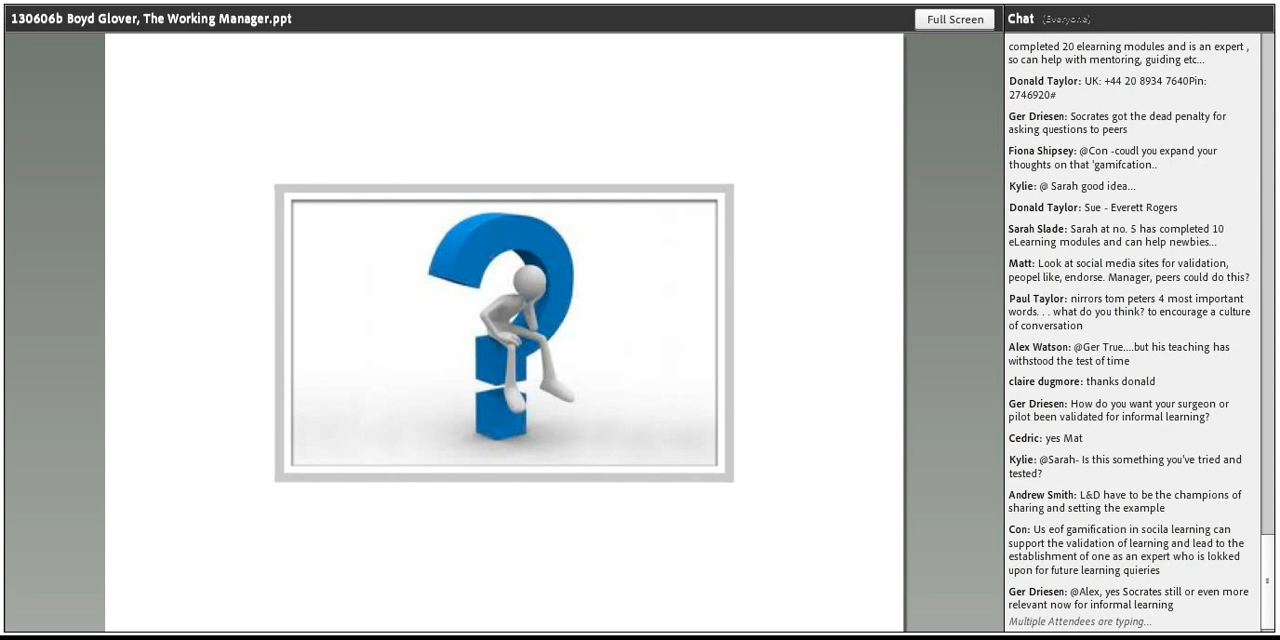 130606b Boyd Glover, The Working Manager.ppt
Full Screen
Chat (Everyone)
completed 20 elearning modules and is an expert ,
so can help with mentoring, guiding etc...
Donald Taylor: UK: +44 20 8934 7640Pin:
2746920#
Ger Driesen: Socrates got the dead penalty for
asking questions to peers
Fiona Shipsey: @Con -coudl you expand your
thoughts on that 'gamifcation..
Kylie: @ Sarah good idea...
Donald Taylor: Sue - Everett Rogers
Sarah Slade: Sarah at no. 5 has completed 10
eLearning modules and can help newbies...
Matt: Look at social media sites for validation,
peopel like, endorse. Manager, peers could do this?
Paul Taylor: nirrors tom peters 4 most important
words. . . what do you think? to encourage a culture
of conversation
Alex Watson: @Ger True....but his teaching has
withstood the test of time
claire dugmore: thanks donald
Ger Driesen: How do you want your surgeon or
pilot been validated for informal learning?
Cedric: yes Mat
Kylie: @Sarah- Is this something you've tried and
tested?
Andrew Smith: L&D have to be the champions of
sharing and setting the example
Con: Us eof gamification in socila learning can
support the validation of learning and lead to the
establishment of one as an expert who is lokked
upon for future learning quieries
Ger Driesen: @Alex, yes Socrates still or even more
relevant now for informal learning
Multiple Attendees are typing...